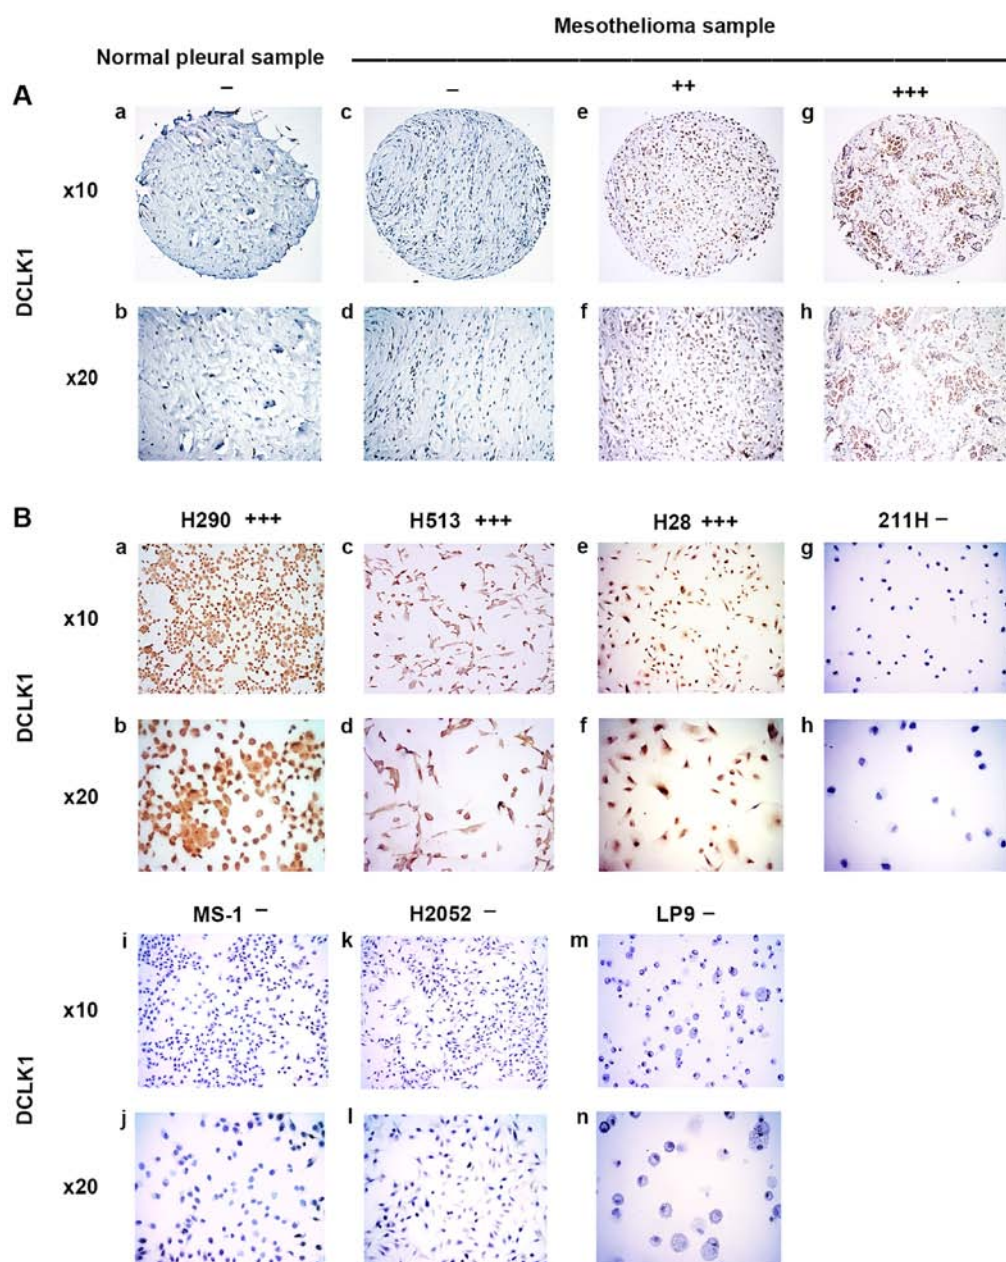 Mesothelioma sample
Normal pleural sample
A – – ++ +++
a c e g
x10
DCLK1
b d f h
x20
B H290 +++ H513 +++ H28 +++ 211H –
a c e g
x10
DCLK1
b d f h
x20
MS-1 – H2052 – LP9 –
i k m
x10
DCLK1
j l n
x20